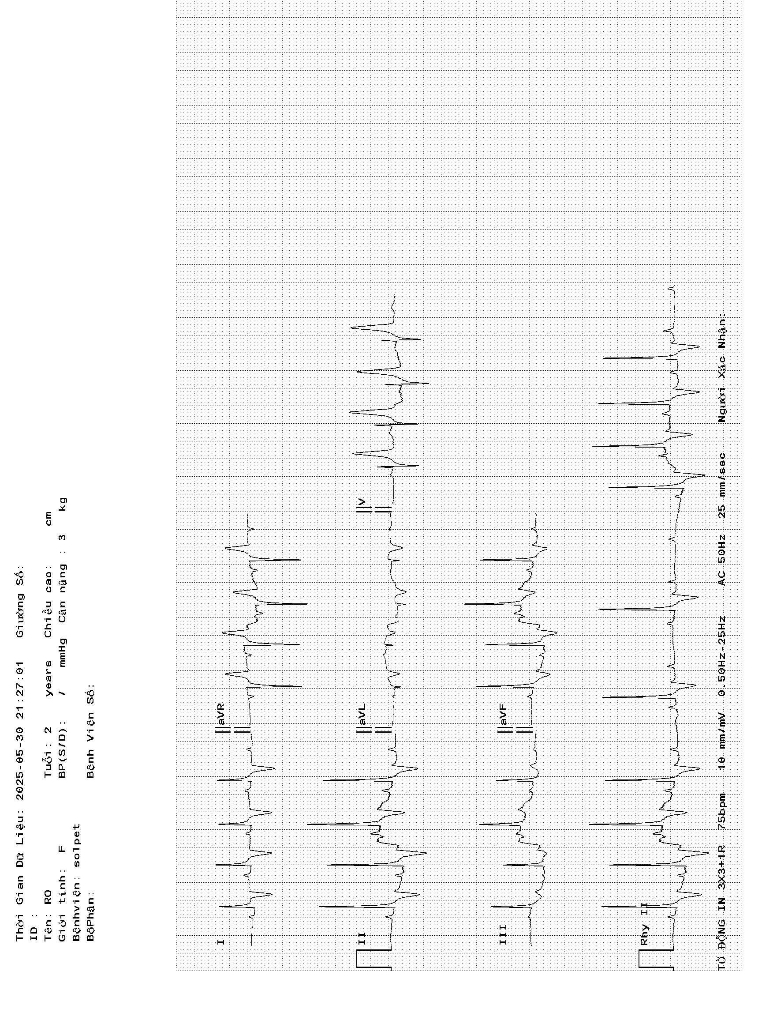 Thời Gian Dữ Liệu: 2025-05-30 21:27:01 Giường Số:
ID :
Tên: RO Tuổi: 2 years Chiều cao: cm
Giới tính: F BP(S/D): / mmHg Cân nặng : 3 kg
Bệnhviện: solpet
BộPhận: Bệnh Viện Số:
I aVR
II aVL V
III aVF
Rhy II
TỰ ĐỘNG IN 3X3+1R 75bpm 10 mm/mV 0.50Hz-25Hz AC 50Hz 25 mm/sec Người Xác Nhận: